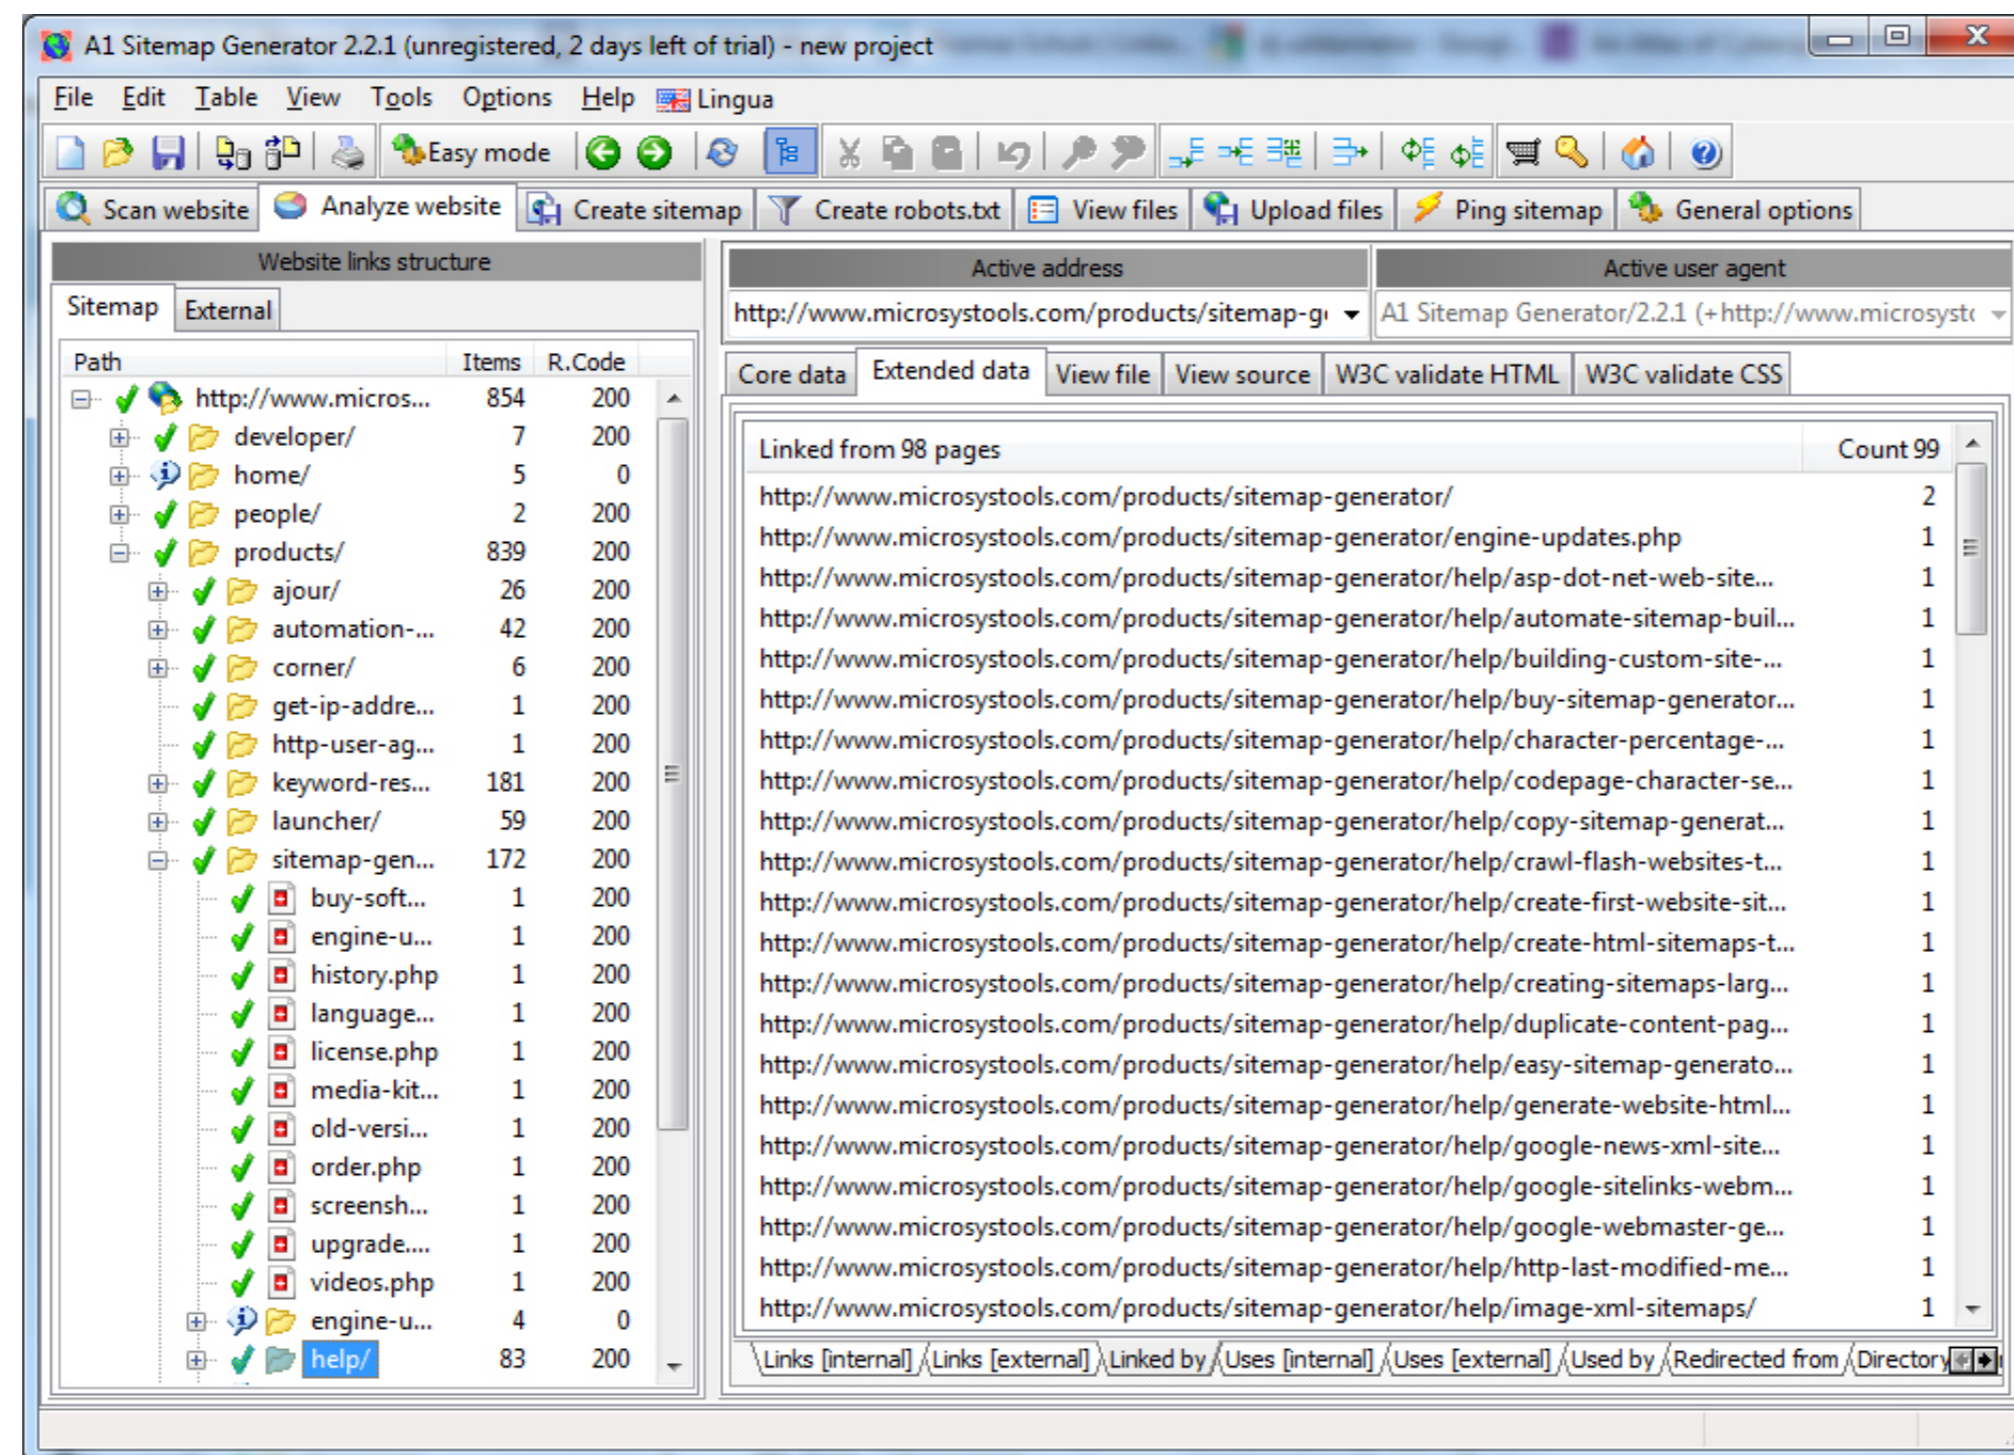 A1 Sitemap Generator 2.2.1 (unregistered, 2 days left of trial) - new project
File Edit Table View Tools Options Help Lingua
Easy mode
Scan website Analyze website Create sitemap Create robots.txt View files Upload files Ping sitemap General options
Website links structure
Sitemap External
Path Items R.Code
http://www.micros... 854 200
developer/ 7 200
home/ 5 0
people/ 2 200
products/ 839 200
ajour/ 26 200
automation-... 42 200
corner/ 6 200
get-ip-addre... 1 200
http-user-ag... 1 200
keyword-res... 181 200
launcher/ 59 200
sitemap-gen... 172 200
buy-soft... 1 200
engine-u... 1 200
history.php 1 200
language... 1 200
license.php 1 200
media-kit... 1 200
old-versi... 1 200
order.php 1 200
screensh... 1 200
upgrade.... 1 200
videos.php 1 200
engine-u... 4 0
help/ 83 200
Active address Active user agent
http://www.microsystools.com/products/sitemap-g A1 Sitemap Generator/2.2.1 (+http://www.microsyst
Core data Extended data View file View source W3C validate HTML W3C validate CSS
Linked from 98 pages Count 99
http://www.microsystools.com/products/sitemap-generator/ 2
http://www.microsystools.com/products/sitemap-generator/engine-updates.php 1
http://www.microsystools.com/products/sitemap-generator/help/asp-dot-net-web-site... 1
http://www.microsystools.com/products/sitemap-generator/help/automate-sitemap-buil... 1
http://www.microsystools.com/products/sitemap-generator/help/building-custom-site-... 1
http://www.microsystools.com/products/sitemap-generator/help/buy-sitemap-generator... 1
http://www.microsystools.com/products/sitemap-generator/help/character-percentage-... 1
http://www.microsystools.com/products/sitemap-generator/help/codepage-character-se... 1
http://www.microsystools.com/products/sitemap-generator/help/copy-sitemap-generat... 1
http://www.microsystools.com/products/sitemap-generator/help/crawl-flash-websites-t... 1
http://www.microsystools.com/products/sitemap-generator/help/create-first-website-sit... 1
http://www.microsystools.com/products/sitemap-generator/help/create-html-sitemaps-t... 1
http://www.microsystools.com/products/sitemap-generator/help/creating-sitemaps-larg... 1
http://www.microsystools.com/products/sitemap-generator/help/duplicate-content-pag... 1
http://www.microsystools.com/products/sitemap-generator/help/easy-sitemap-generato... 1
http://www.microsystools.com/products/sitemap-generator/help/generate-website-html... 1
http://www.microsystools.com/products/sitemap-generator/help/google-news-xml-site... 1
http://www.microsystools.com/products/sitemap-generator/help/google-sitelinks-webm... 1
http://www.microsystools.com/products/sitemap-generator/help/google-webmaster-ge... 1
http://www.microsystools.com/products/sitemap-generator/help/http-last-modified-me... 1
http://www.microsystools.com/products/sitemap-generator/help/image-xml-sitemaps/ 1
Links [internal] Links [external] Linked by Uses [internal] Uses [external] Used by Redirected from Directory